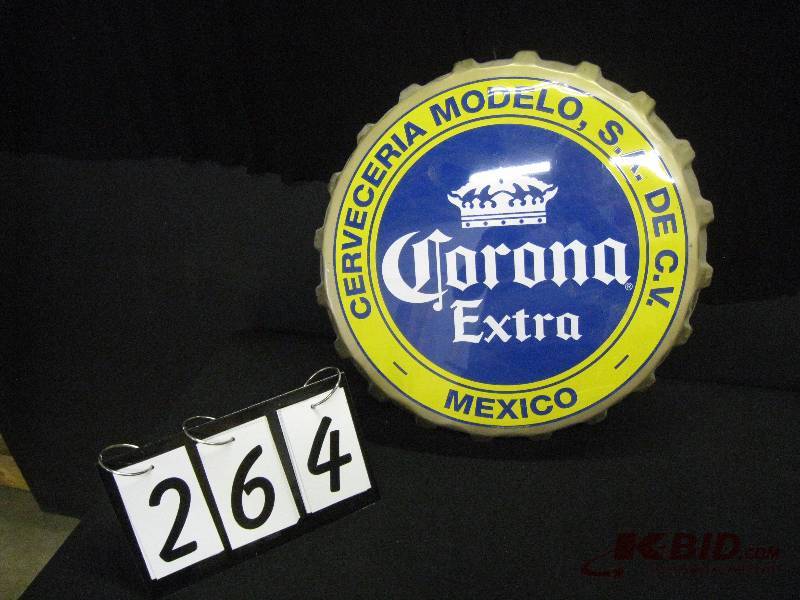 CERVECERIA MODELO, S.A. DE C.V.
Corona®
Extra
MEXICO
264
K-BID.COM